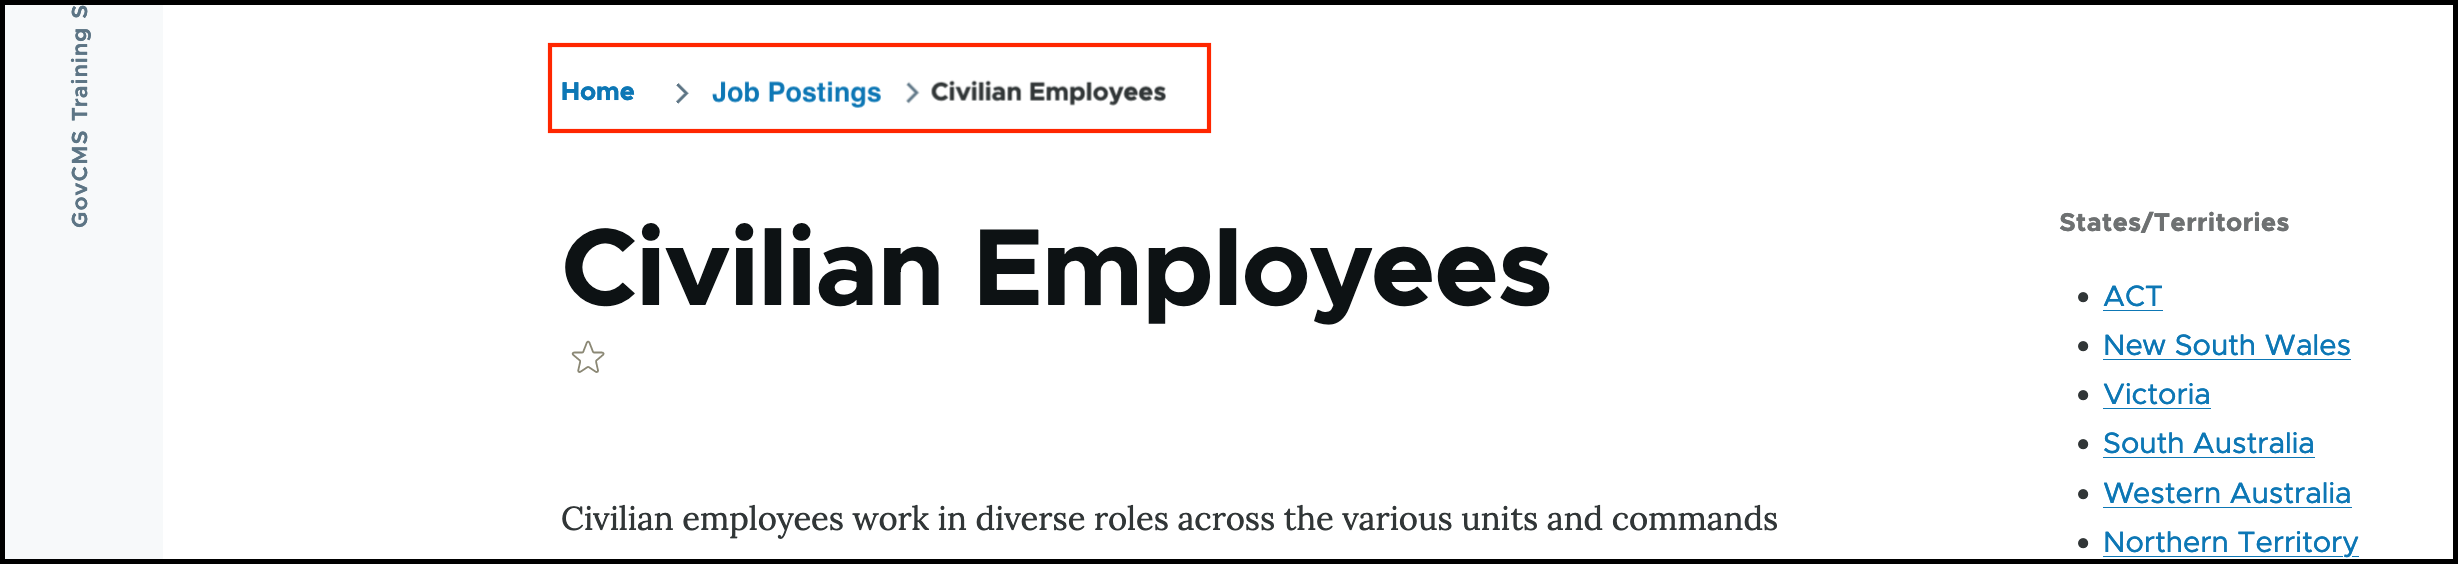 GovCMS Training S
Home > Job Postings > Civilian Employees
Civilian Employees
Civilian employees work in diverse roles across the various units and commands
States/Territories
ACT
New South Wales
Victoria
South Australia
Western Australia
Northern Territory